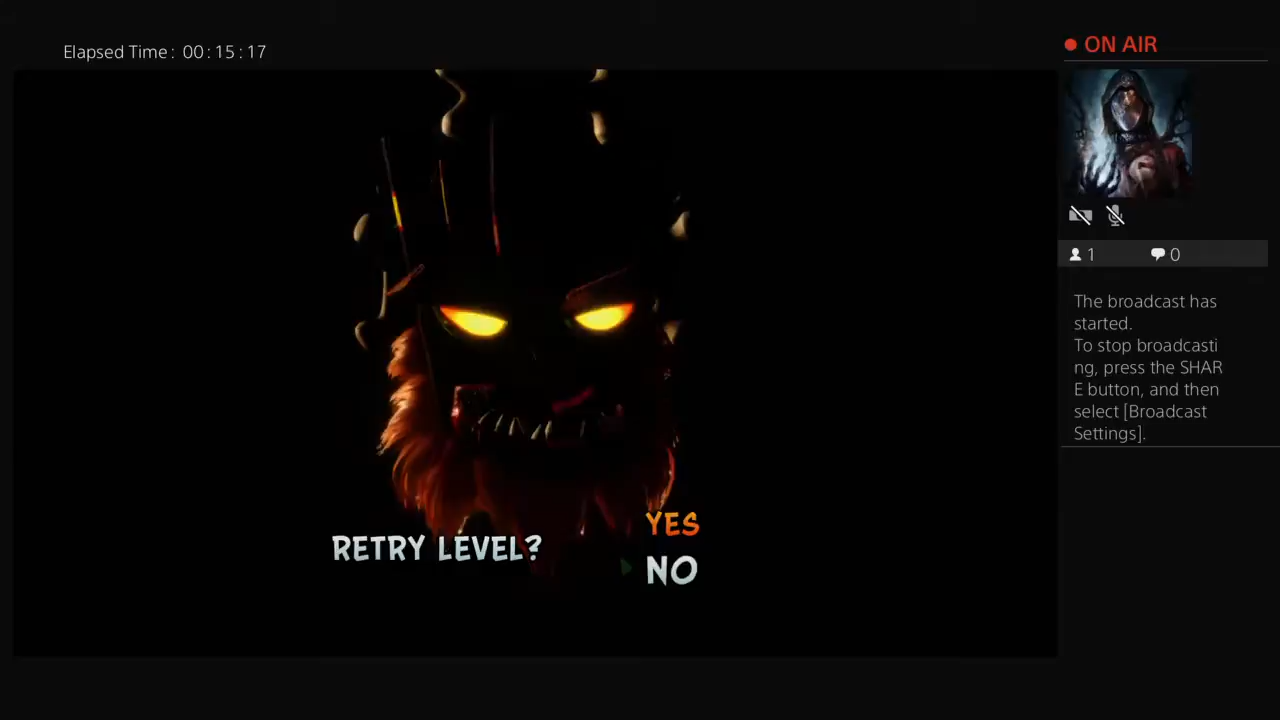 Elapsed Time: 00:15:17
ON AIR
1
0
The broadcast has
started.
To stop broadcasti
ng, press the SHAR
E button, and then
select [Broadcast
Settings].
RETRY LEVEL?
YES
NO